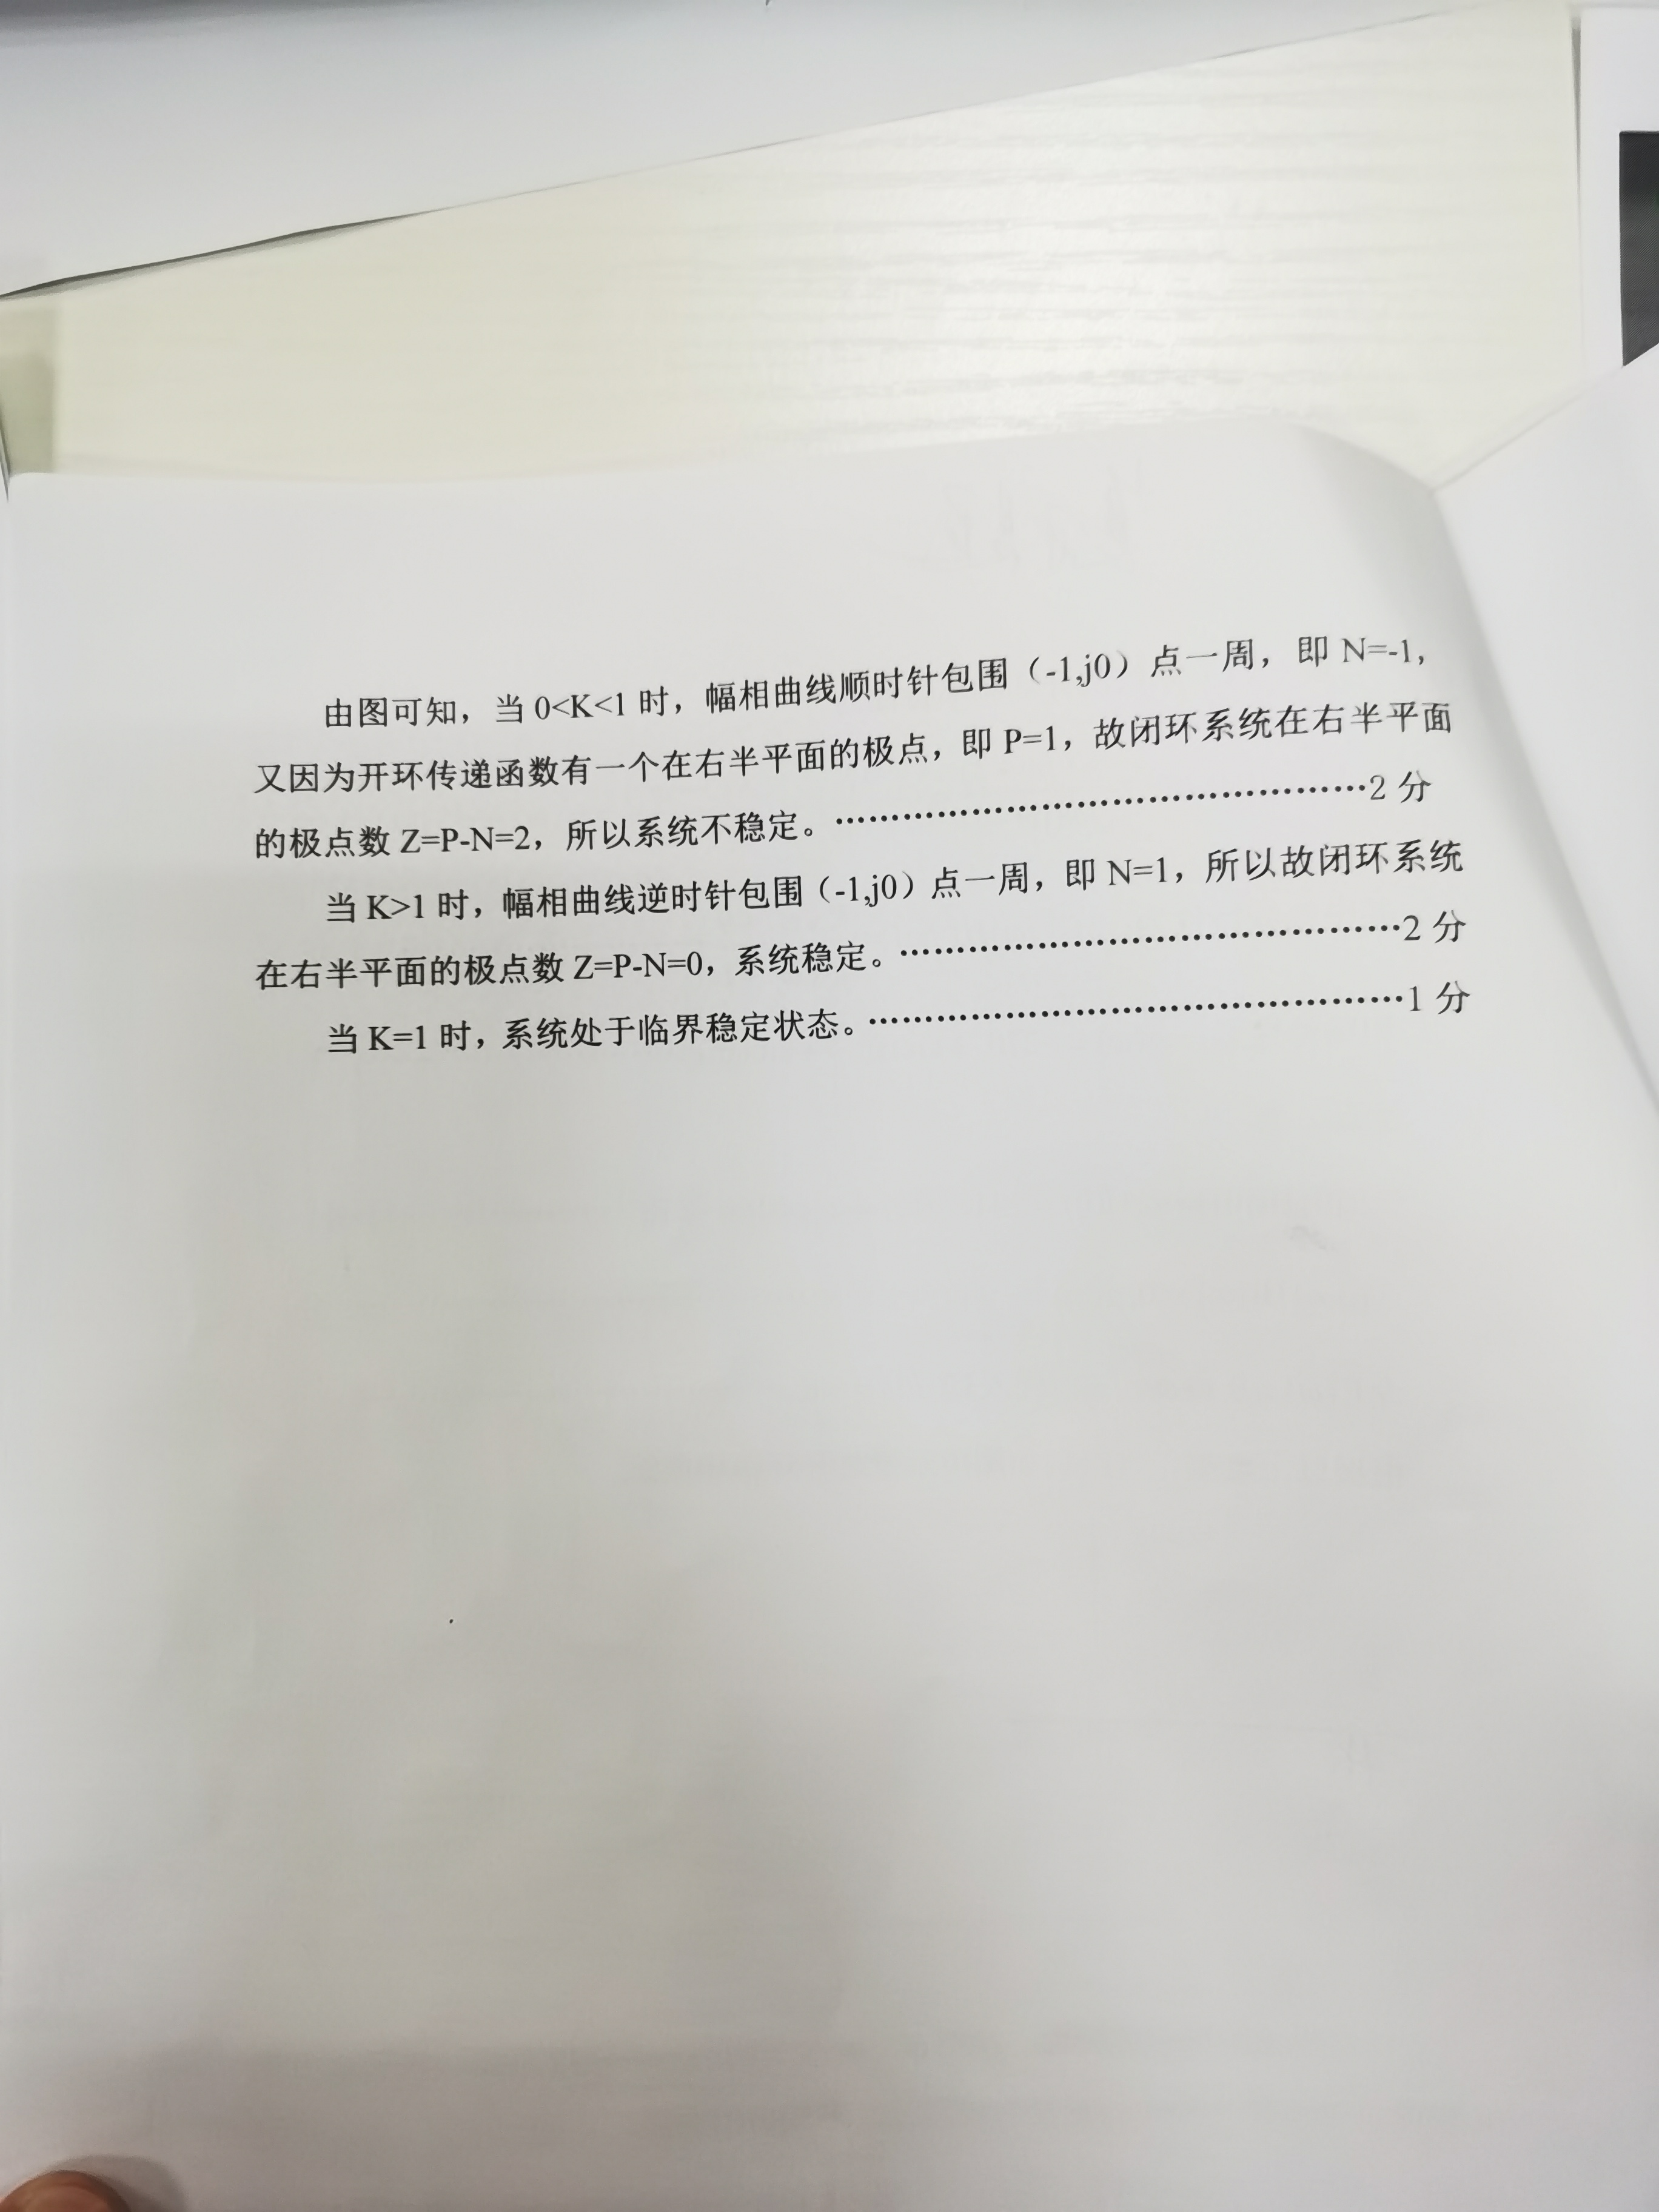 由图可知，当 0<K<1 时，幅相曲线顺时针包围（-1,j0）点一周，即 N=-1，
又因为开环传递函数有一个在右半平面的极点，即 P=1，故闭环系统在右半平面
的极点数 Z=P-N=2，所以系统不稳定。…………………………………………2 分
当 K>1 时，幅相曲线逆时针包围（-1,j0）点一周，即 N=1，所以故闭环系统
在右半平面的极点数 Z=P-N=0，系统稳定。………………………………………2 分
当 K=1 时，系统处于临界稳定状态。…………………………………………1 分